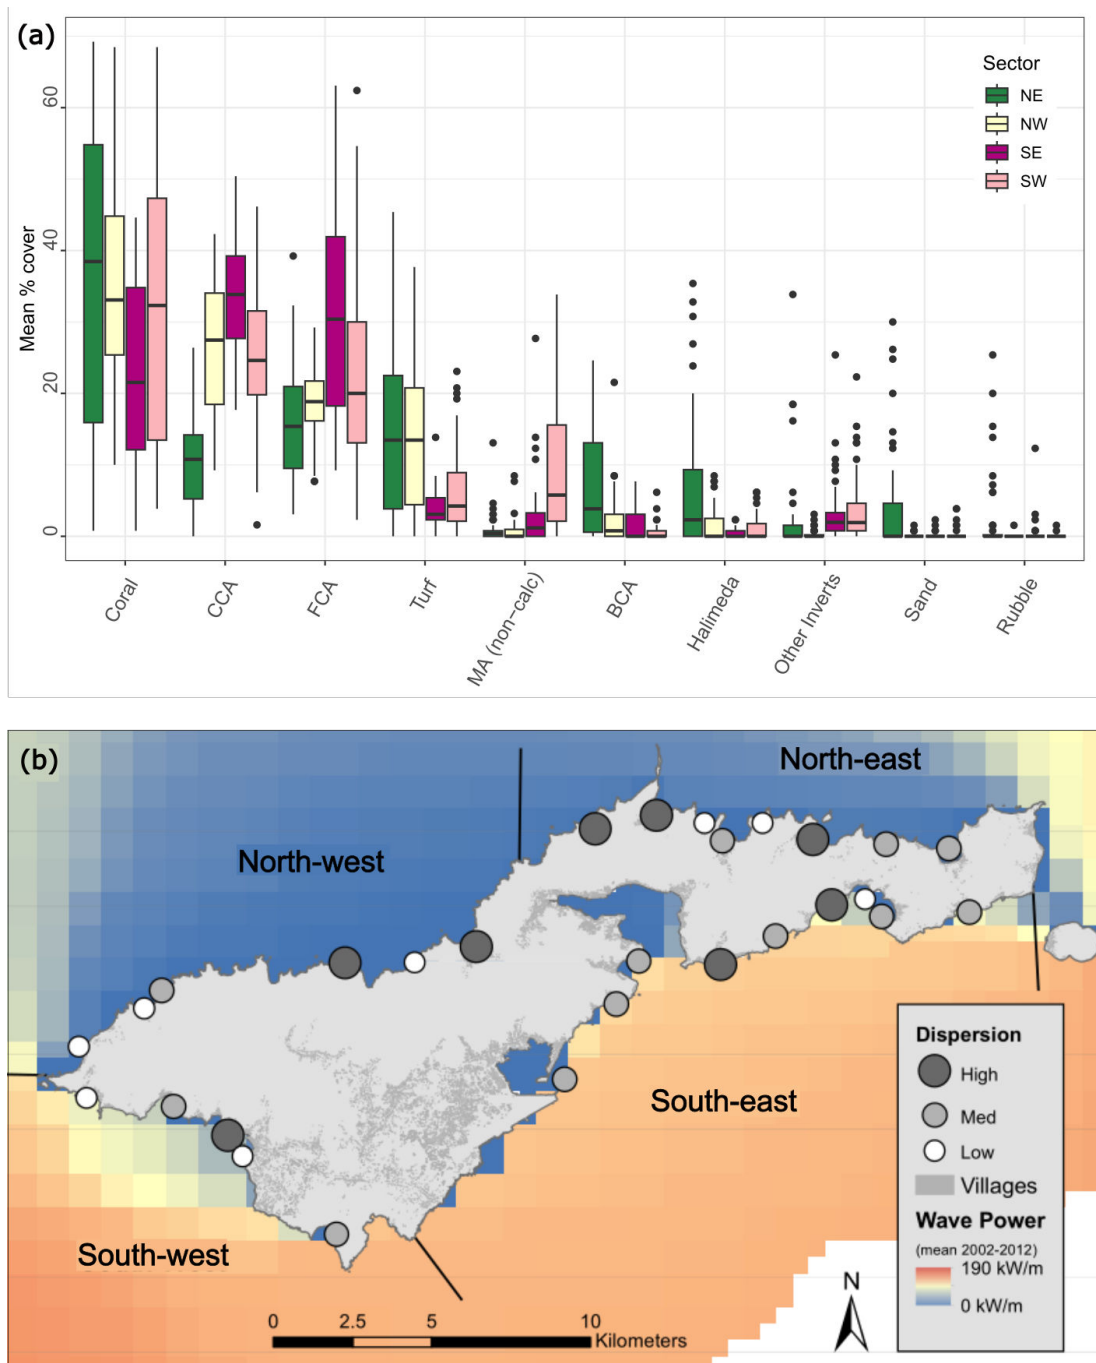 (a)
Sector
NE
NW
SE
SW
Mean % cover
60
40
20
0
Coral
CCA
FCA
Turf
MA (non-calc)
BCA
Halimeda
Other Inverts
Sand
Rubble
(b)
North-east
North-west
South-east
South-west
Dispersion
High
Med
Low
Villages
Wave Power
(mean 2002-2012)
190 kW/m
0 kW/m
N
0 2.5 5 10
Kilometers